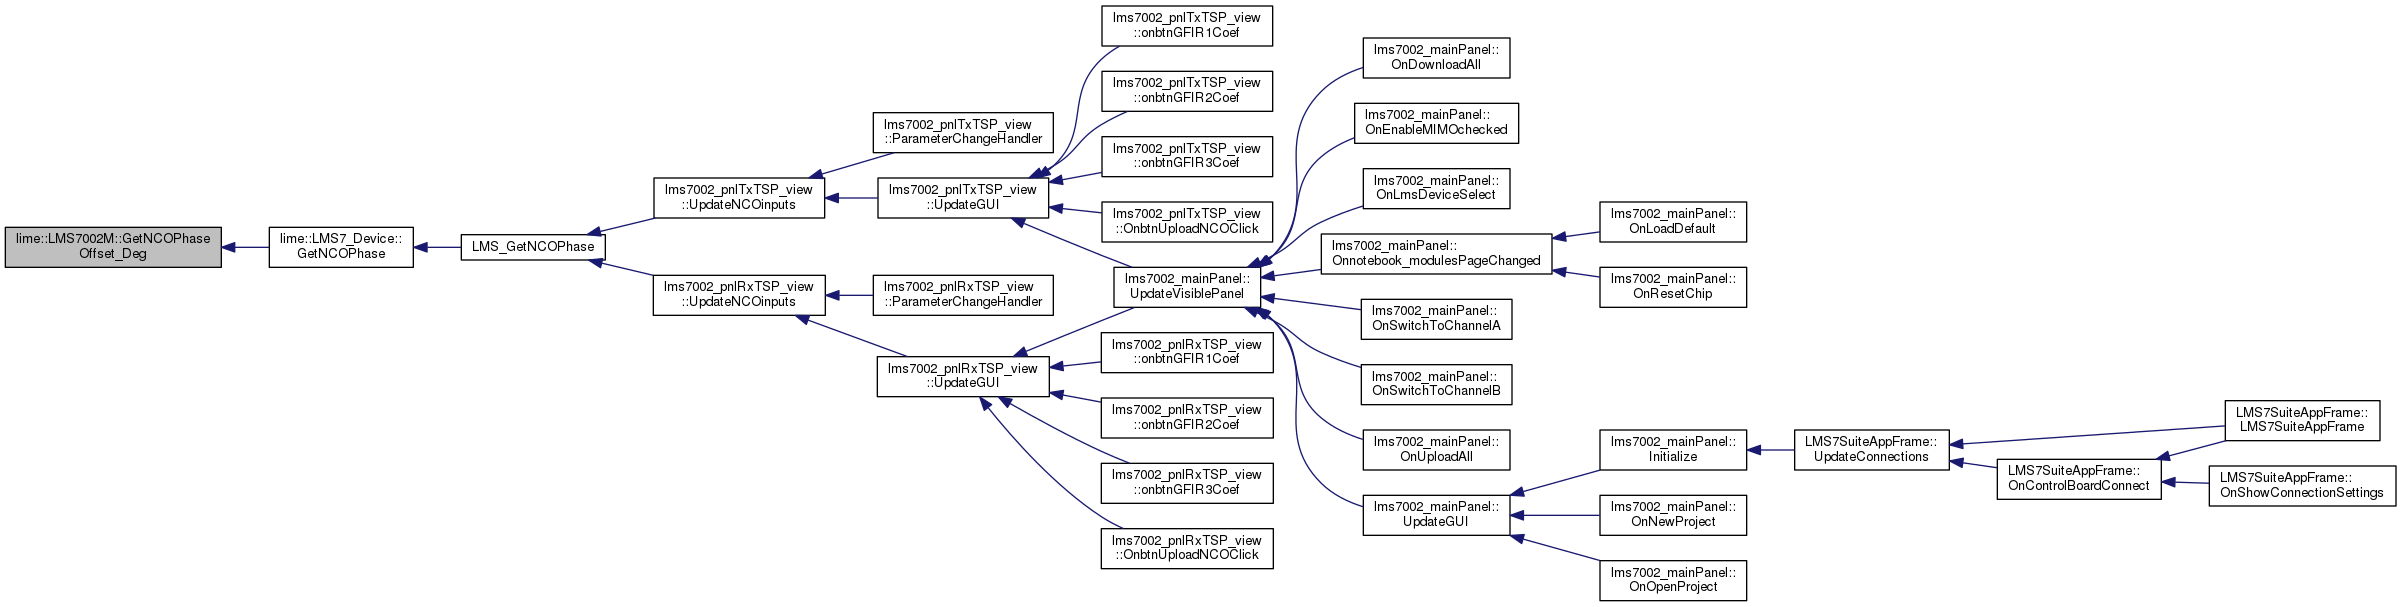 lime::LMS7002M::GetNCOPhase
Offset_Deg
lime::LMS7_Device::
GetNCOPhase
LMS_GetNCOPhase
lms7002_pnlTxTSP_view
::UpdateNCOinputs
lms7002_pnlRxTSP_view
::UpdateNCOinputs
lms7002_pnlTxTSP_view
::ParameterChangeHandler
lms7002_pnlTxTSP_view
::UpdateGUI
lms7002_pnlRxTSP_view
::ParameterChangeHandler
lms7002_pnlRxTSP_view
::UpdateGUI
lms7002_pnlTxTSP_view
::onbtnGFIR1Coef
lms7002_pnlTxTSP_view
::onbtnGFIR2Coef
lms7002_pnlTxTSP_view
::onbtnGFIR3Coef
lms7002_pnlTxTSP_view
::OnbtnUploadNCOClick
lms7002_mainPanel::
UpdateVisiblePanel
lms7002_pnlRxTSP_view
::onbtnGFIR1Coef
lms7002_pnlRxTSP_view
::onbtnGFIR2Coef
lms7002_pnlRxTSP_view
::onbtnGFIR3Coef
lms7002_pnlRxTSP_view
::OnbtnUploadNCOClick
lms7002_mainPanel::
OnDownloadAll
lms7002_mainPanel::
OnEnableMIMOchecked
lms7002_mainPanel::
OnLmsDeviceSelect
lms7002_mainPanel::
Onnotebook_modulesPageChanged
lms7002_mainPanel::
OnSwitchToChannelA
lms7002_mainPanel::
OnSwitchToChannelB
lms7002_mainPanel::
OnUploadAll
lms7002_mainPanel::
UpdateGUI
lms7002_mainPanel::
OnLoadDefault
lms7002_mainPanel::
OnResetChip
lms7002_mainPanel::
Initialize
lms7002_mainPanel::
OnNewProject
lms7002_mainPanel::
OnOpenProject
LMS7SuiteAppFrame::
UpdateConnections
LMS7SuiteAppFrame::
OnControlBoardConnect
LMS7SuiteAppFrame::
LMS7SuiteAppFrame
LMS7SuiteAppFrame::
OnShowConnectionSettings